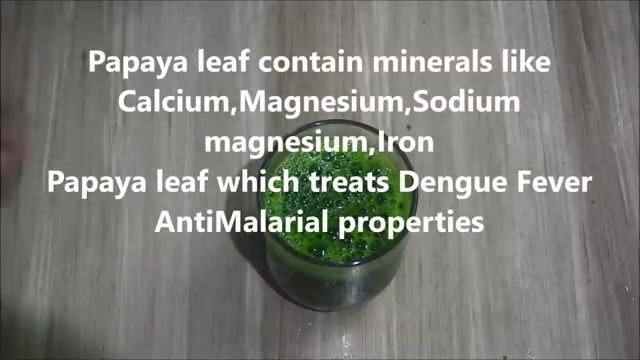 Papaya leaf contain minerals like
Calcium,Magnesium,Sodium
magnesium,Iron
Papaya leaf which treats Dengue Fever
AntiMalarial properties